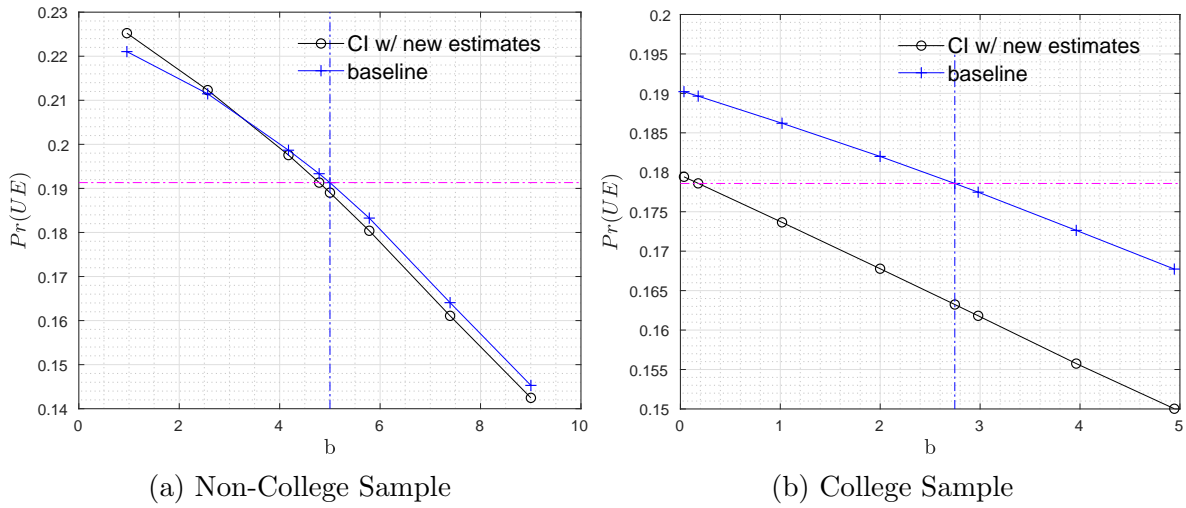 0.23
0.22
0.21
0.2
0.19
0.18
0.17
0.16
0.15
0.14
Pr(UE)
CI w/ new estimates
baseline
0 2 4 6 8 10
b
(a) Non-College Sample
0.2
0.195
0.19
0.185
0.18
0.175
0.17
0.165
0.16
0.155
0.15
Pr(UE)
CI w/ new estimates
baseline
0 1 2 3 4 5
b
(b) College Sample